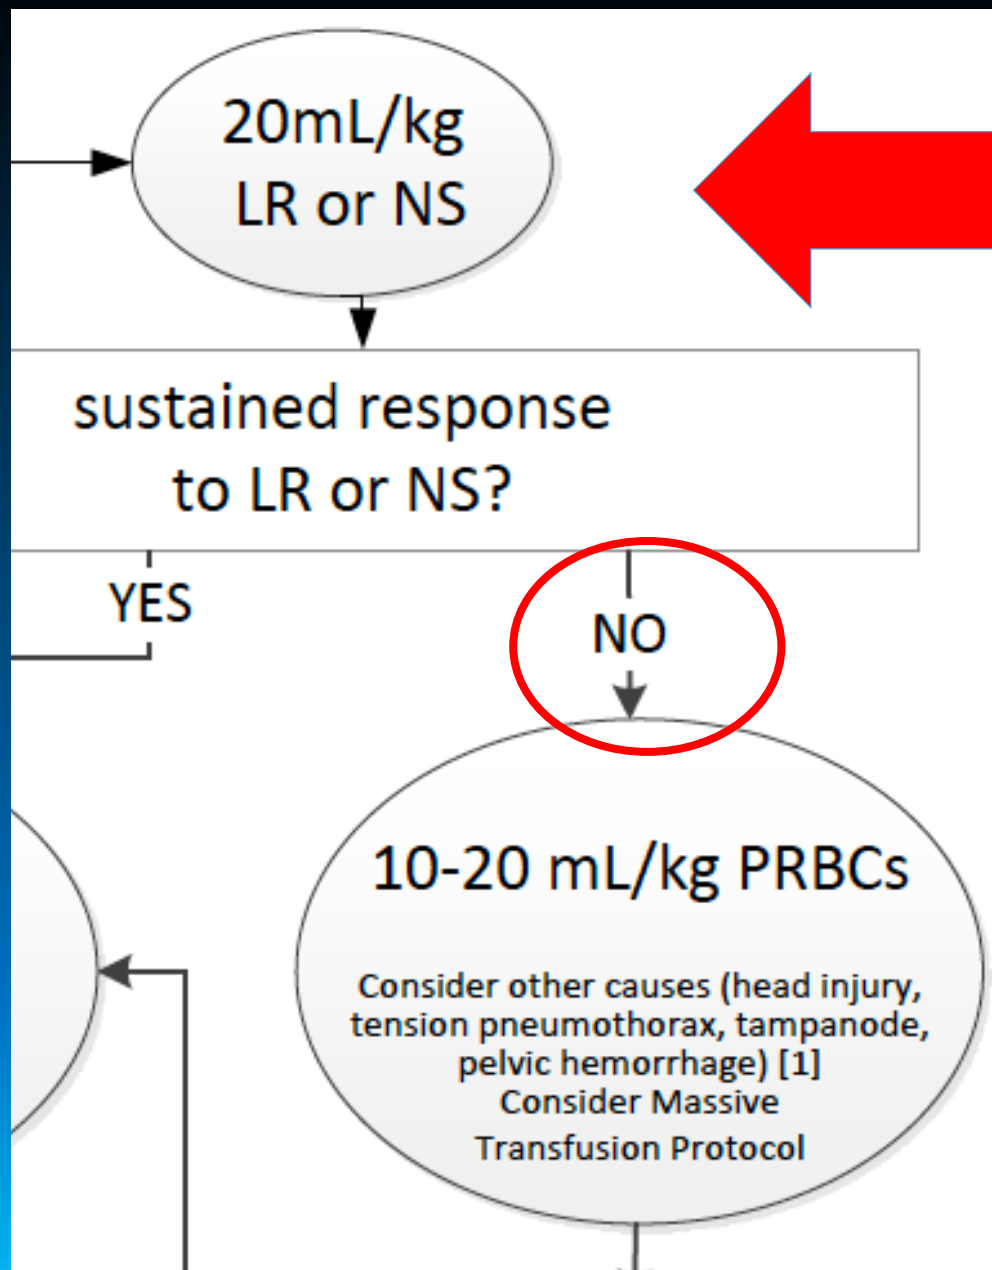 20mL/kg
LR or NS
sustained response
to LR or NS?
YES
NO
10-20 mL/kg PRBCs
Consider other causes (head injury,
tension pneumothorax, tampanode,
pelvic hemorrhage) [1]
Consider Massive
Transfusion Protocol